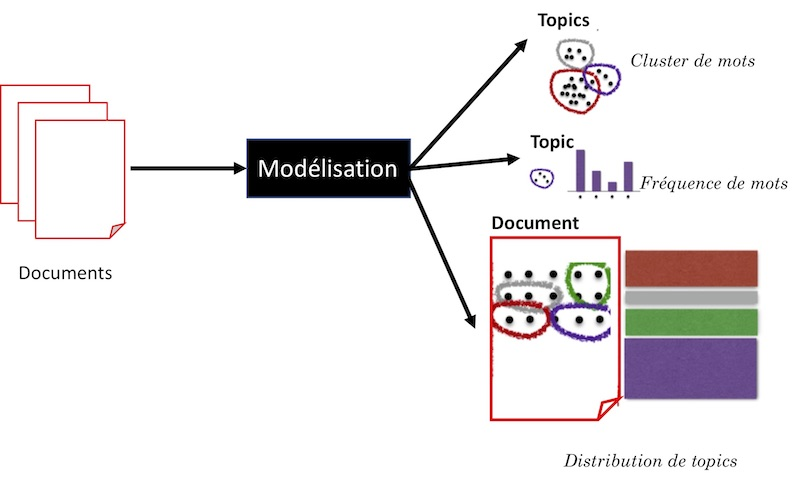 Topics
Cluster de mots
Topic
Modélisation
Fréquence de mots
Document
Documents
Distribution de topics